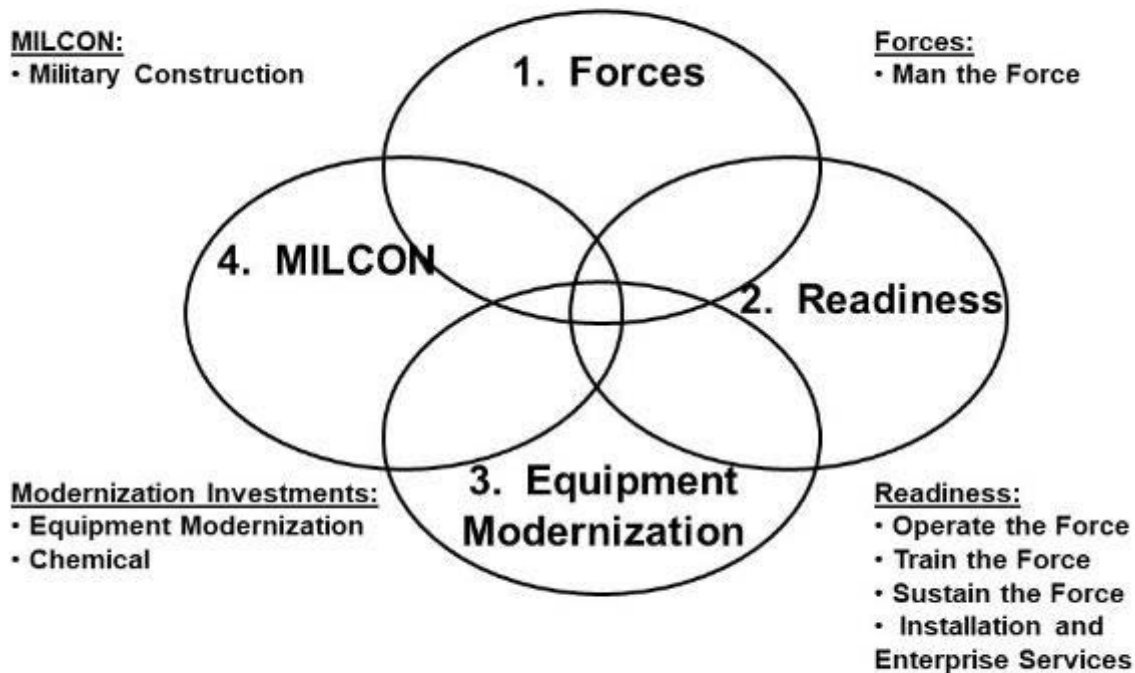 MILCON:
• Military Construction
Forces:
• Man the Force
1. Forces
4. MILCON
2. Readiness
3. Equipment
Modernization
Modernization Investments:
• Equipment Modernization
• Chemical
Readiness:
• Operate the Force
• Train the Force
• Sustain the Force
• Installation and
Enterprise Services